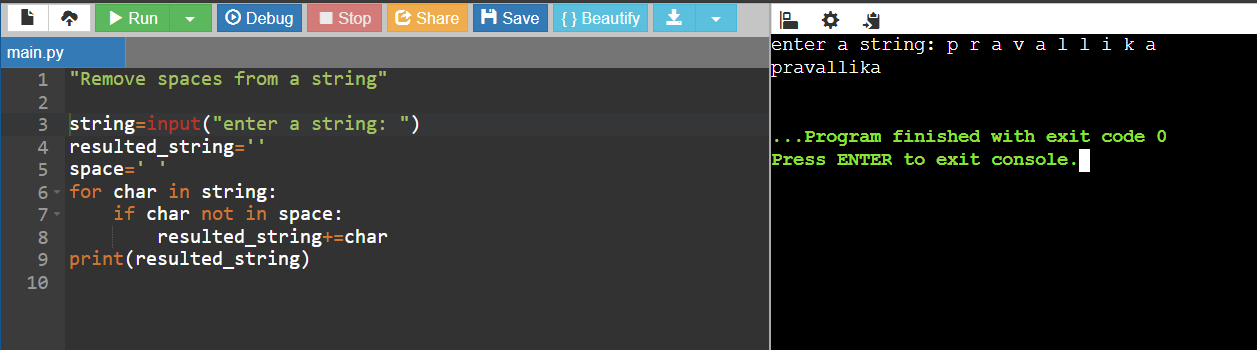 Run Debug Stop Share Save { } Beautify
main.py
1 "Remove spaces from a string"
2
3 string=input("enter a string: ")
4 resulted_string=''
5 space=' '
6 for char in string:
7     if char not in space:
8         resulted_string+=char
9 print(resulted_string)
10
enter a string: p r a v a l l i k a
pravallika
...Program finished with exit code 0
Press ENTER to exit console.